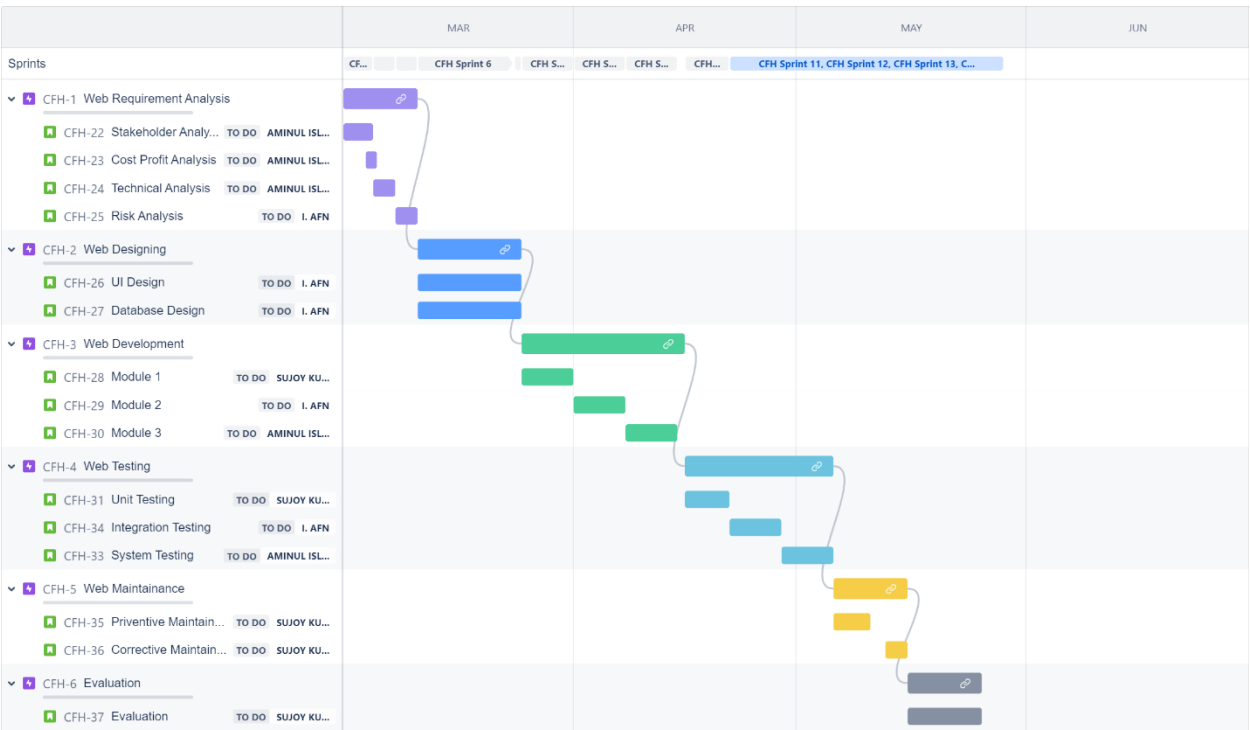 MAR APR MAY JUN
Sprints CF... CFH Sprint 6 CFH S... CFH S... CFH S... CFH... CFH Sprint 11, CFH Sprint 12, CFH Sprint 13, C...
CFH-1 Web Requirement Analysis
CFH-22 Stakeholder Analy... TO DO AMINUL ISL...
CFH-23 Cost Profit Analysis TO DO AMINUL ISL...
CFH-24 Technical Analysis TO DO AMINUL ISL...
CFH-25 Risk Analysis TO DO I. AFN
CFH-2 Web Designing
CFH-26 UI Design TO DO I. AFN
CFH-27 Database Design TO DO I. AFN
CFH-3 Web Development
CFH-28 Module 1 TO DO SUJOY KU...
CFH-29 Module 2 TO DO I. AFN
CFH-30 Module 3 TO DO AMINUL ISL...
CFH-4 Web Testing
CFH-31 Unit Testing TO DO SUJOY KU...
CFH-34 Integration Testing TO DO I. AFN
CFH-33 System Testing TO DO AMINUL ISL...
CFH-5 Web Maintainance
CFH-35 Priventive Maintain... TO DO SUJOY KU...
CFH-36 Corrective Maintain... TO DO SUJOY KU...
CFH-6 Evaluation
CFH-37 Evaluation TO DO SUJOY KU...